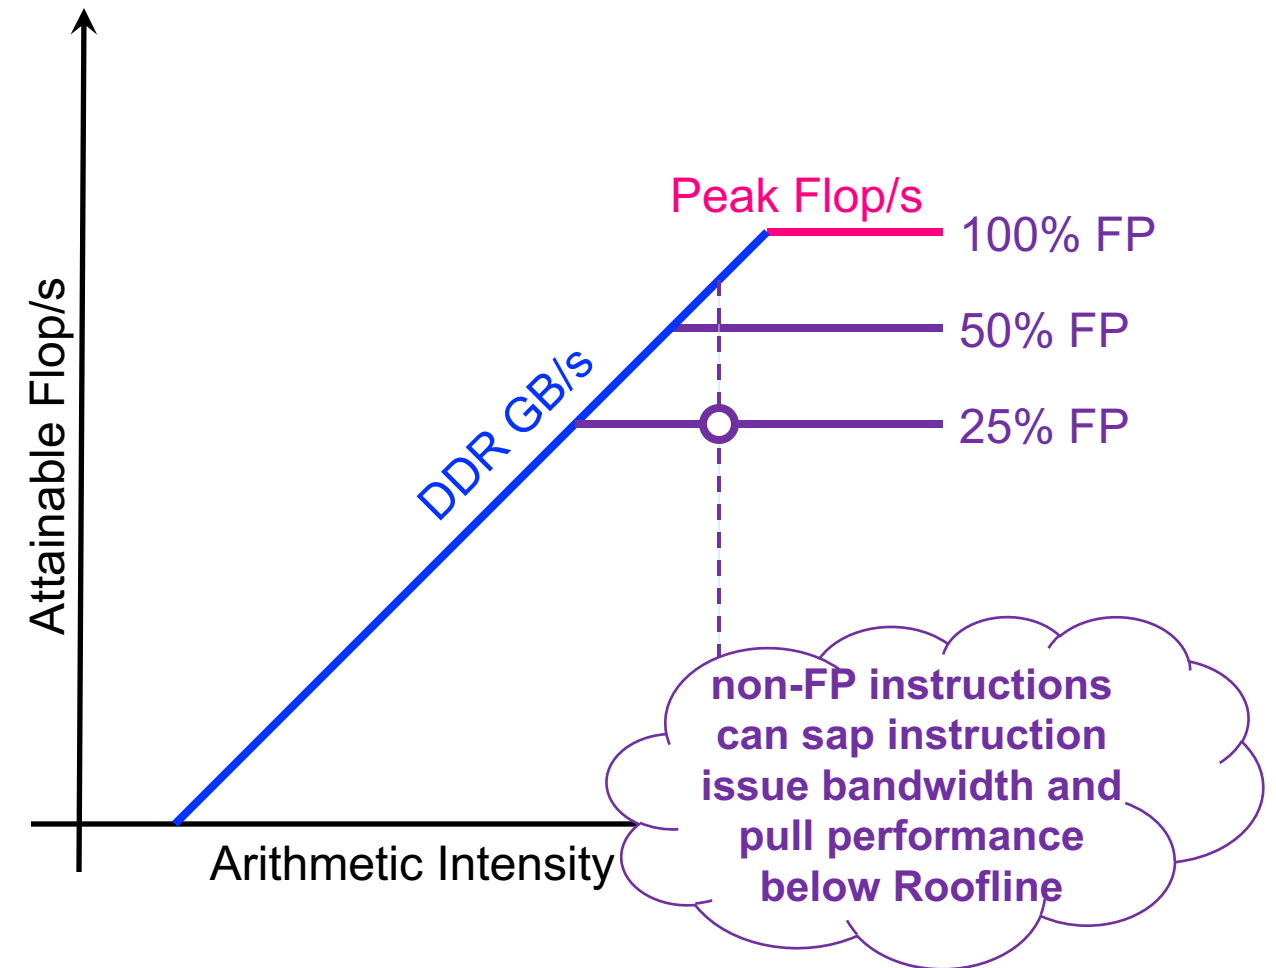 Peak Flop/s
100% FP
50% FP
25% FP
DDR GB/s
Attainable Flop/s
Arithmetic Intensity
non-FP instructions
can sap instruction
issue bandwidth and
pull performance
below Roofline